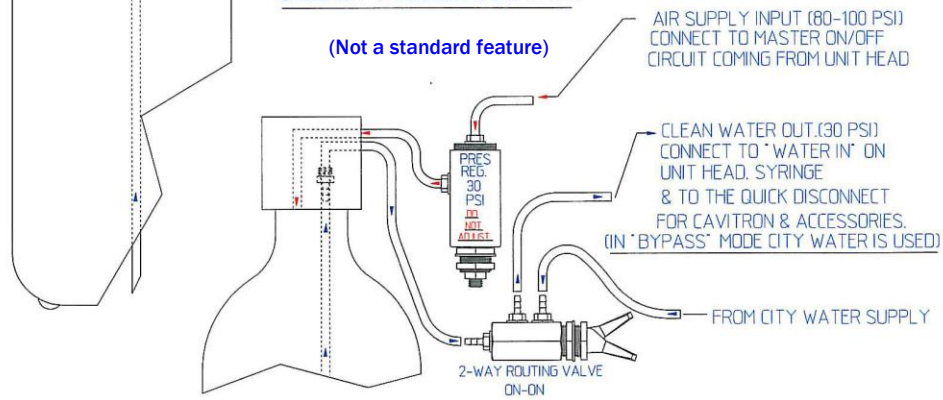 (Not a standard feature)
AIR SUPPLY INPUT (80-100 PSI)
CONNECT TO MASTER ON/OFF
CIRCUIT COMING FROM UNIT HEAD
PRES
REG.
30
PSI
DO
NOT
ADJUST
CLEAN WATER OUT.(30 PSI)
CONNECT TO "WATER IN" ON
UNIT HEAD. SYRINGE
& TO THE QUICK DISCONNECT
FOR CAVITRON & ACCESSORIES.
(IN "BYPASS" MODE CITY WATER IS USED)
FROM CITY WATER SUPPLY
2-WAY ROUTING VALVE
ON-ON